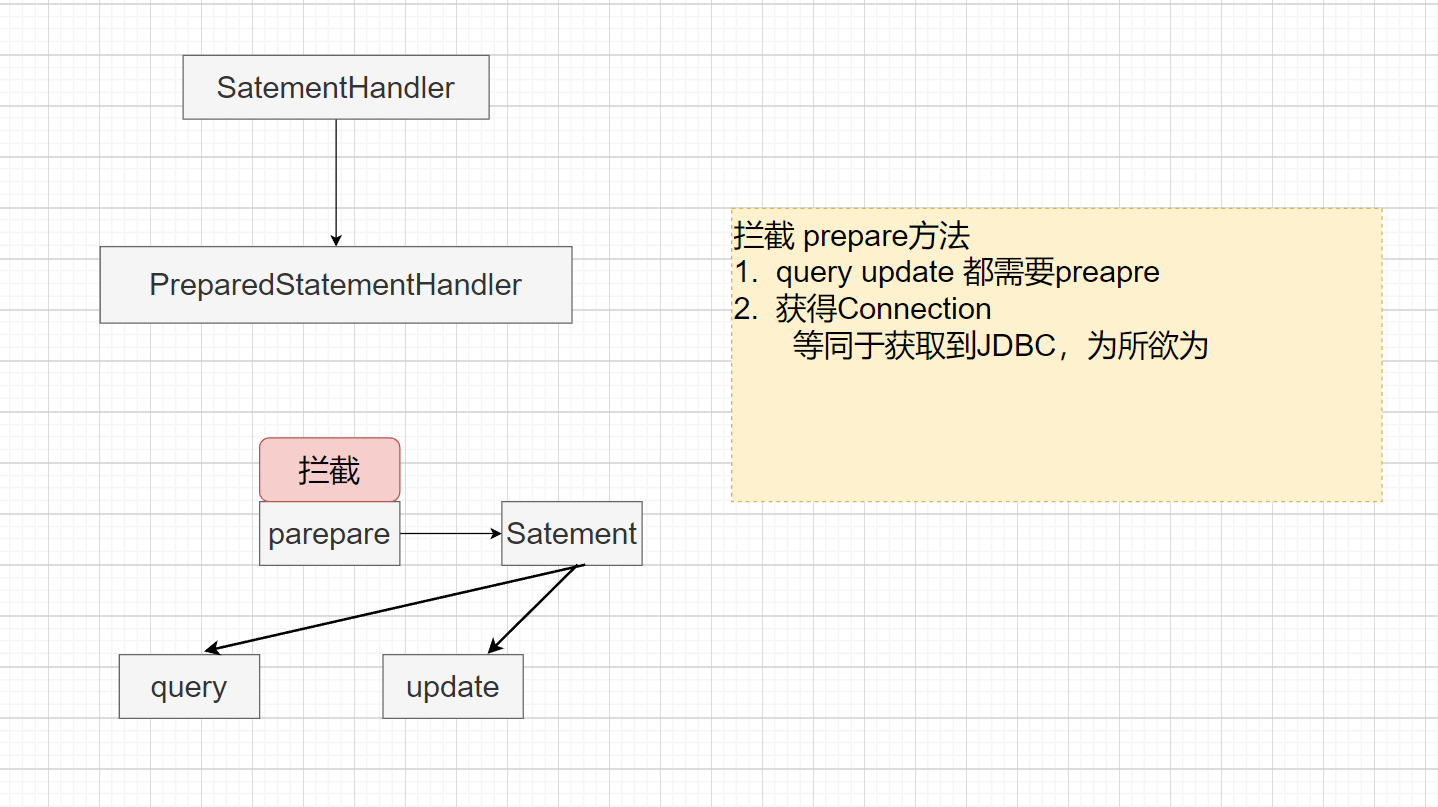 SatementHandler
PreparedStatementHandler
拦截 prepare方法
1. query update 都需要preapre
2. 获得Connection
等同于获取到JDBC，为所欲为
拦截
parepare
Satement
query
update